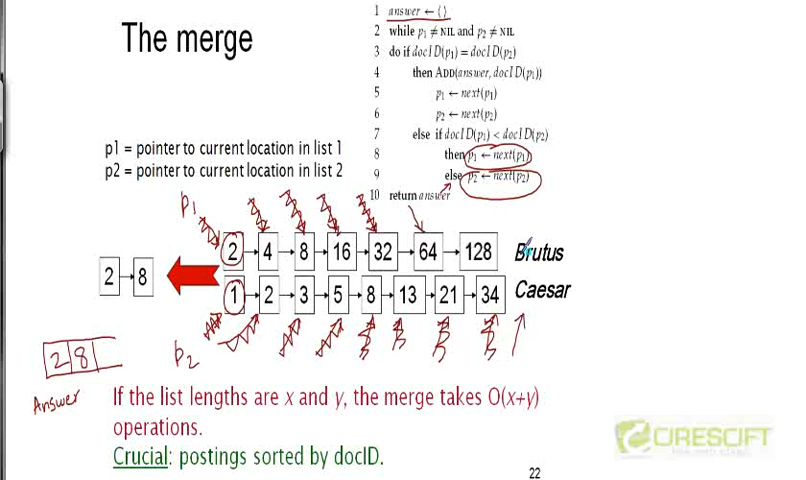 The merge
1 answer ← ⟨ ⟩
2 while p1 ≠ NIL and p2 ≠ NIL
3 do if docID(p1) = docID(p2)
4 then ADD(answer, docID(p1))
5 p1 ← next(p1)
6 p2 ← next(p2)
7 else if docID(p1) < docID(p2)
8 then p1 ← next(p1)
9 else p2 ← next(p2)
10 return answer
p1 = pointer to current location in list 1
p2 = pointer to current location in list 2
P1
2 4 8 16 32 64 128 Brutus
2 8
1 2 3 5 8 13 21 34 Caesar
P2
2 8
Answer
If the list lengths are x and y, the merge takes O(x+y)
operations.
Crucial: postings sorted by docID.
22